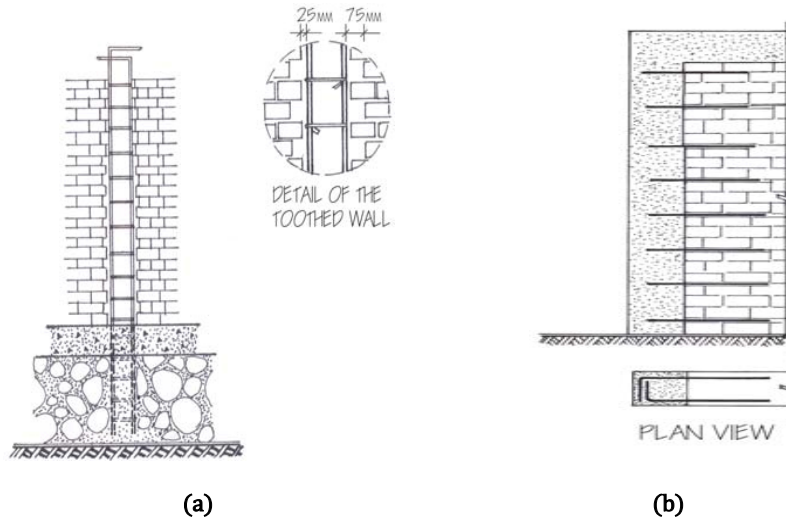 25MM 75MM
DETAIL OF THE
TOOTHED WALL
PLAN VIEW
(a) (b)